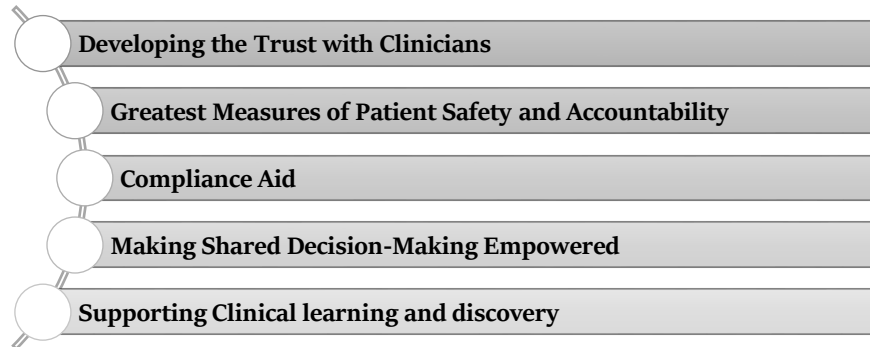 Developing the Trust with Clinicians
Greatest Measures of Patient Safety and Accountability
Compliance Aid
Making Shared Decision-Making Empowered
Supporting Clinical learning and discovery